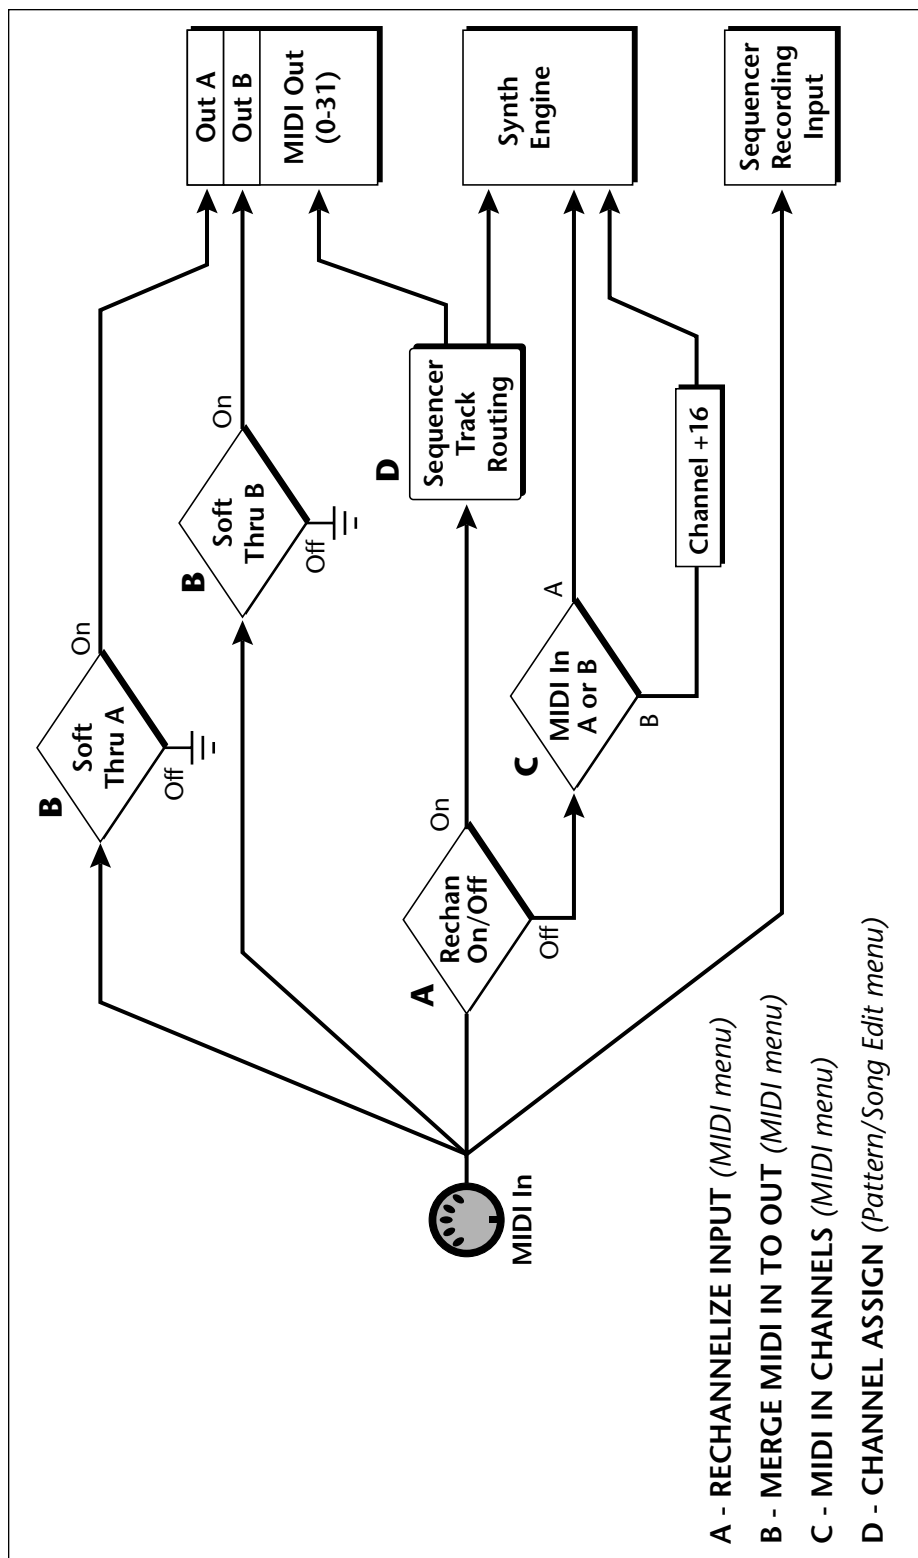 Out A
Out B
MIDI Out
(0-31)
Synth
Engine
Sequencer
Recording
Input
On
B
Soft
Thru A
Off
On
B
Soft
Thru B
Off
D
Sequencer
Track
Routing
Channel +16
A
C
MIDI In
A or B
B
On
A
Rechan
On/Off
Off
MIDI In
A - RECHANNELIZE INPUT (MIDI menu)
B - MERGE MIDI IN TO OUT (MIDI menu)
C - MIDI IN CHANNELS (MIDI menu)
D - CHANNEL ASSIGN (Pattern/Song Edit menu)